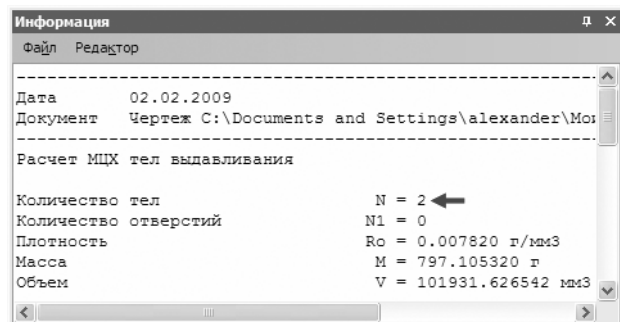 Информация
Файл Редактор
Дата 02.02.2009
Документ Чертеж C:\Documents and Settings\alexander\Мои
Расчет МЦХ тел выдавливания
Количество тел N = 2
Количество отверстий N1 = 0
Плотность Ro = 0.007820 г/мм3
Масса M = 797.105320 г
Объем V = 101931.626542 мм3